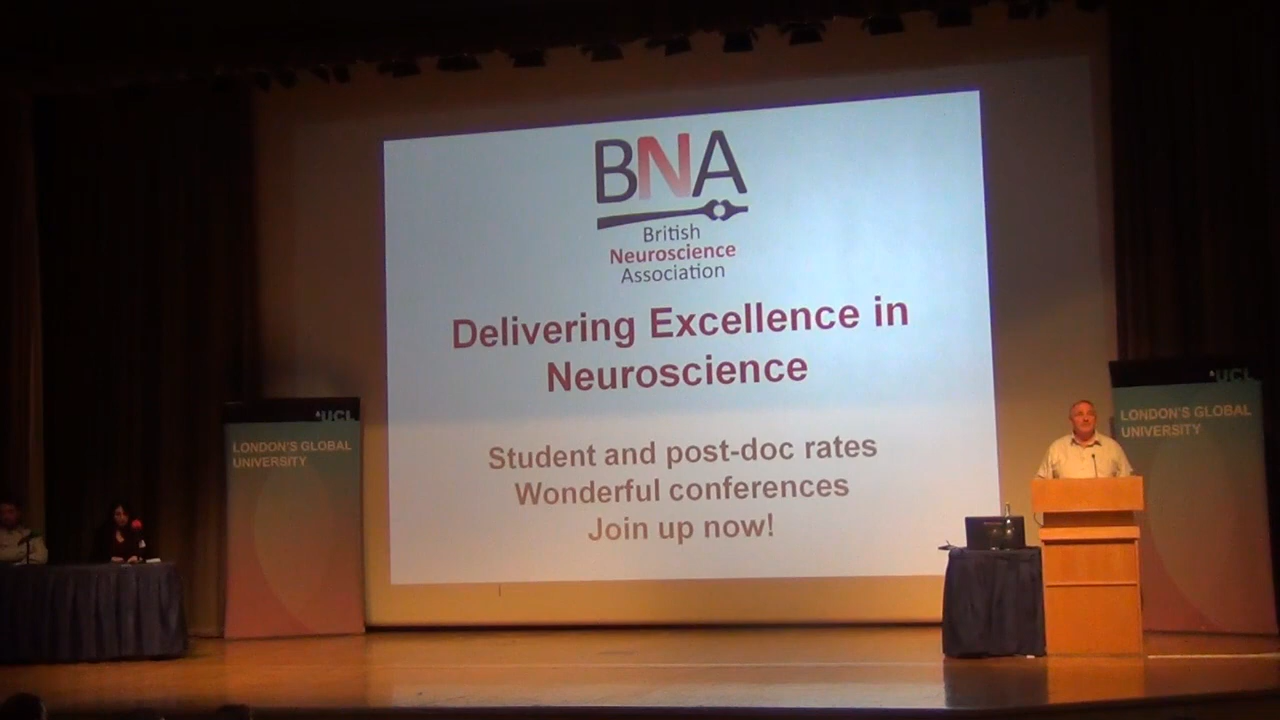 BNA
British
Neuroscience
Association
Delivering Excellence in
Neuroscience
Student and post-doc rates
Wonderful conferences
Join up now!
UCL
LONDON'S GLOBAL
UNIVERSITY
UCL
LONDON'S GLOBAL
UNIVERSITY